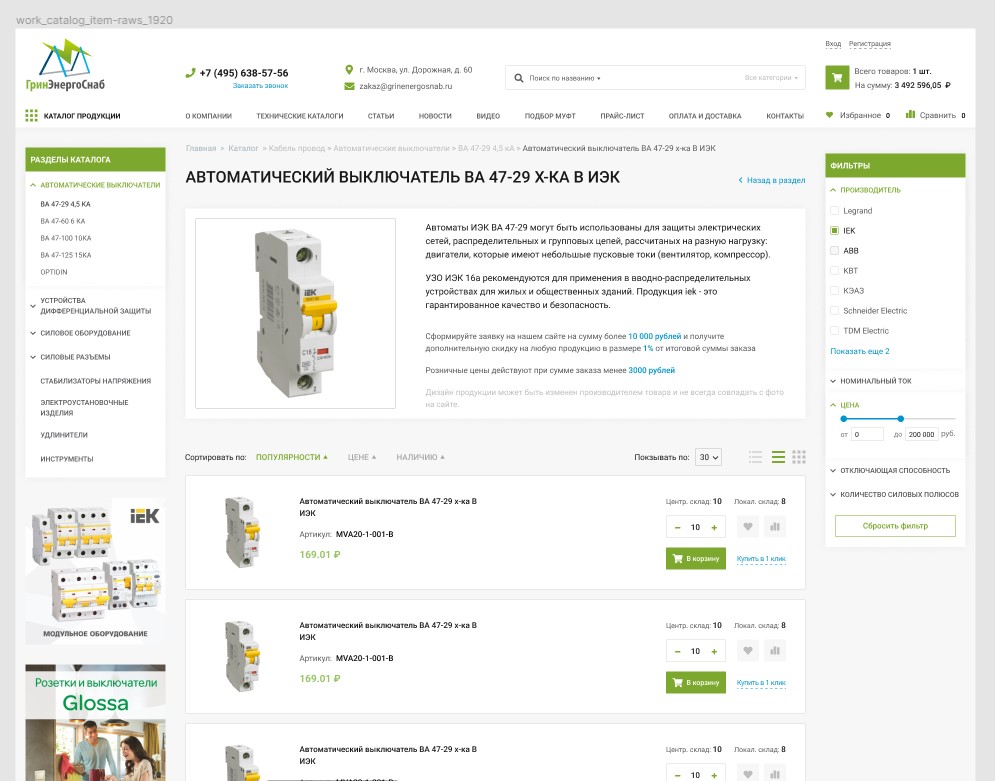 work_catalog_item-raws_1920
Вход Регистрация
ГринЭнергоСнаб
+7 (495) 638-57-56
Заказать звонок
г. Москва, ул. Дорожная, д. 60
zakaz@grinenergosnab.ru
Поиск по названию
Все категории
Всего товаров: 1 шт.
На сумму: 3 492 596,05 ₽
КАТАЛОГ ПРОДУКЦИИ
О КОМПАНИИ ТЕХНИЧЕСКИЕ КАТАЛОГИ СТАТЬИ НОВОСТИ ВИДЕО ПОДБОР МУФТ ПРАЙС-ЛИСТ ОПЛАТА И ДОСТАВКА КОНТАКТЫ
Избранное 0 Сравнить 0
РАЗДЕЛЫ КАТАЛОГА
АВТОМАТИЧЕСКИЕ ВЫКЛЮЧАТЕЛИ
ВА 47-29 4,5 КА
ВА 47-60 6 КА
ВА 47-100 10КА
ВА 47-125 15КА
OPTIDIN
УСТРОЙСТВА
ДИФФЕРЕНЦИАЛЬНОЙ ЗАЩИТЫ
СИЛОВОЕ ОБОРУДОВАНИЕ
СИЛОВЫЕ РАЗЪЕМЫ
СТАБИЛИЗАТОРЫ НАПРЯЖЕНИЯ
ЭЛЕКТРОУСТАНОВОЧНЫЕ
ИЗДЕЛИЯ
УДЛИНИТЕЛИ
ИНСТРУМЕНТЫ
IEK
МОДУЛЬНОЕ ОБОРУДОВАНИЕ
Розетки и выключатели
Glossa
Главная > Каталог > Кабель провод > Автоматические выключатели > ВА 47-29 4,5 кА > Автоматический выключатель ВА 47-29 х-ка В ИЭК
АВТОМАТИЧЕСКИЙ ВЫКЛЮЧАТЕЛЬ ВА 47-29 Х-КА В ИЭК
Назад в раздел
IEK
C16
Автоматы ИЭК ВА 47-29 могут быть использованы для защиты электрических
сетей, распределительных и групповых цепей, рассчитаных на разную нагрузку:
двигатели, которые имеют небольшые пусковые токи (вентилятор, компрессор).
УЗО ИЭК 16а рекомендуются для применения в вводно-распределительных
устройствах для жилых и общественных зданий. Продукция iek - это
гарантированное качество и безопасность.
Сформируйте заявку на нашем сайте на сумму более 10 000 рублей и получите
дополнительную скидку на любую продукцию в размере 1% от итоговой суммы заказа
Розничные цены действуют при сумме заказа менее 3000 рублей
Дизайн продукции может быть изменен производителем товара и не всегда совпадать с фото
на сайте.
Сортировать по: ПОПУЛЯРНОСТИ ЦЕНЕ НАЛИЧИЮ
Покзывать по: 30
Автоматический выключатель ВА 47-29 х-ка В
ИЭК
Артикул: MVA20-1-001-B
169.01 ₽
Центр. склад: 10 Локал. склад: 8
− 10 +
В корзину Купить в 1 клик
Автоматический выключатель ВА 47-29 х-ка В
ИЭК
Артикул: MVA20-1-001-B
169.01 ₽
Центр. склад: 10 Локал. склад: 8
− 10 +
В корзину Купить в 1 клик
Автоматический выключатель ВА 47-29 х-ка В
ИЭК
Центр. склад: 10 Локал. склад: 8
− 10 +
ФИЛЬТРЫ
ПРОИЗВОДИТЕЛЬ
Legrand
IEK
ABB
КВТ
КЭАЗ
Schneider Electric
TDM Electric
Показать еще 2
НОМИНАЛЬНЫЙ ТОК
ЦЕНА
от 0 до 200 000 руб.
ОТКЛЮЧАЮЩАЯ СПОСОБНОСТЬ
КОЛИЧЕСТВО СИЛОВЫХ ПОЛЮСОВ
Сбросить фильтр